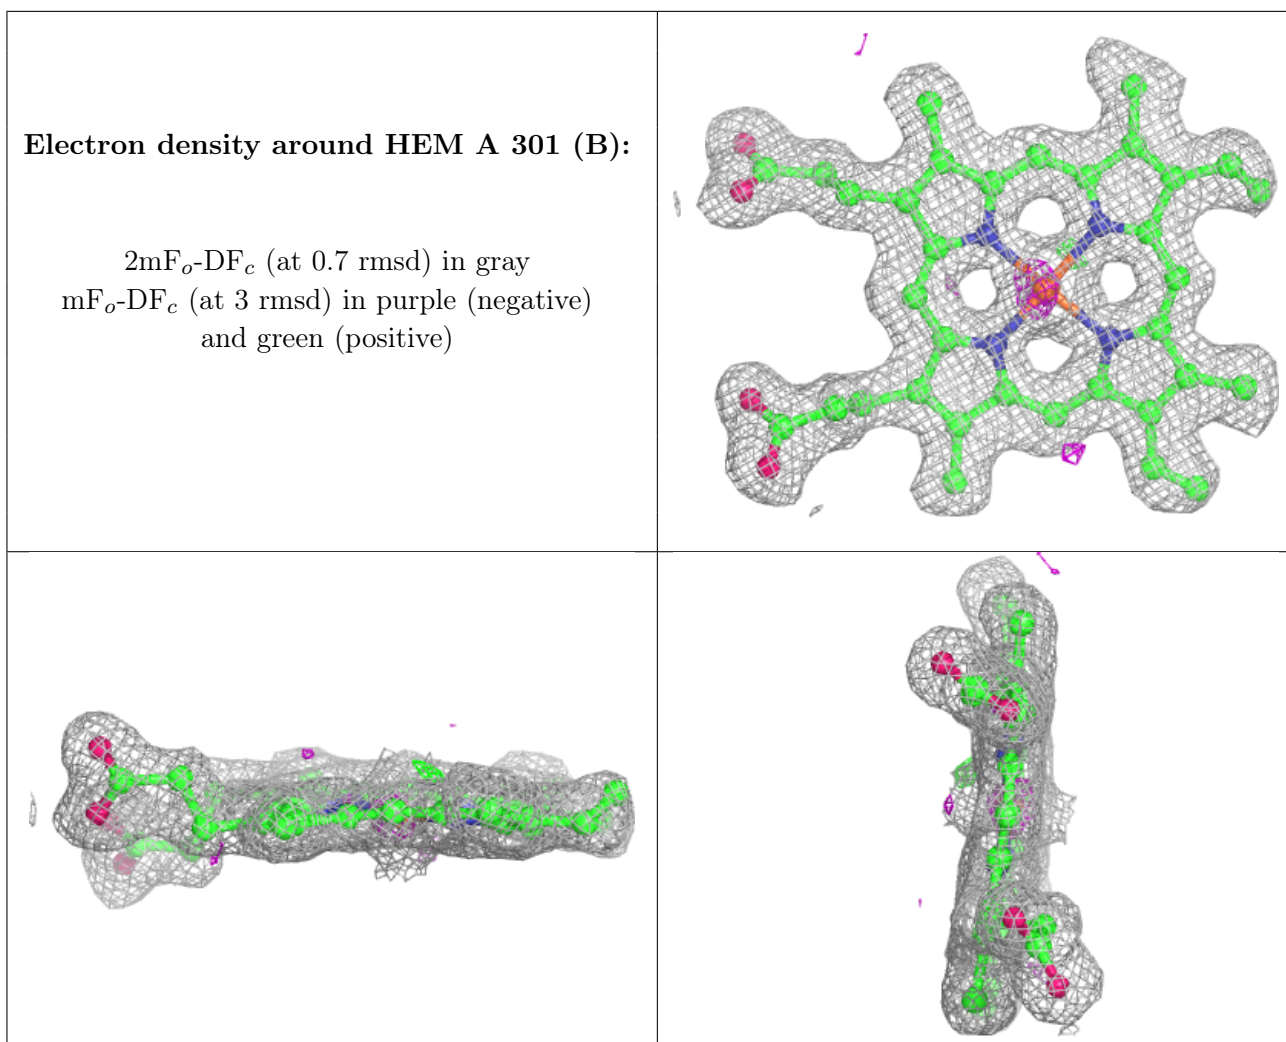 Electron density around HEM A 301 (B):
2mFₒ-DF𝒸 (at 0.7 rmsd) in gray
mFₒ-DF𝒸 (at 3 rmsd) in purple (negative)
and green (positive)